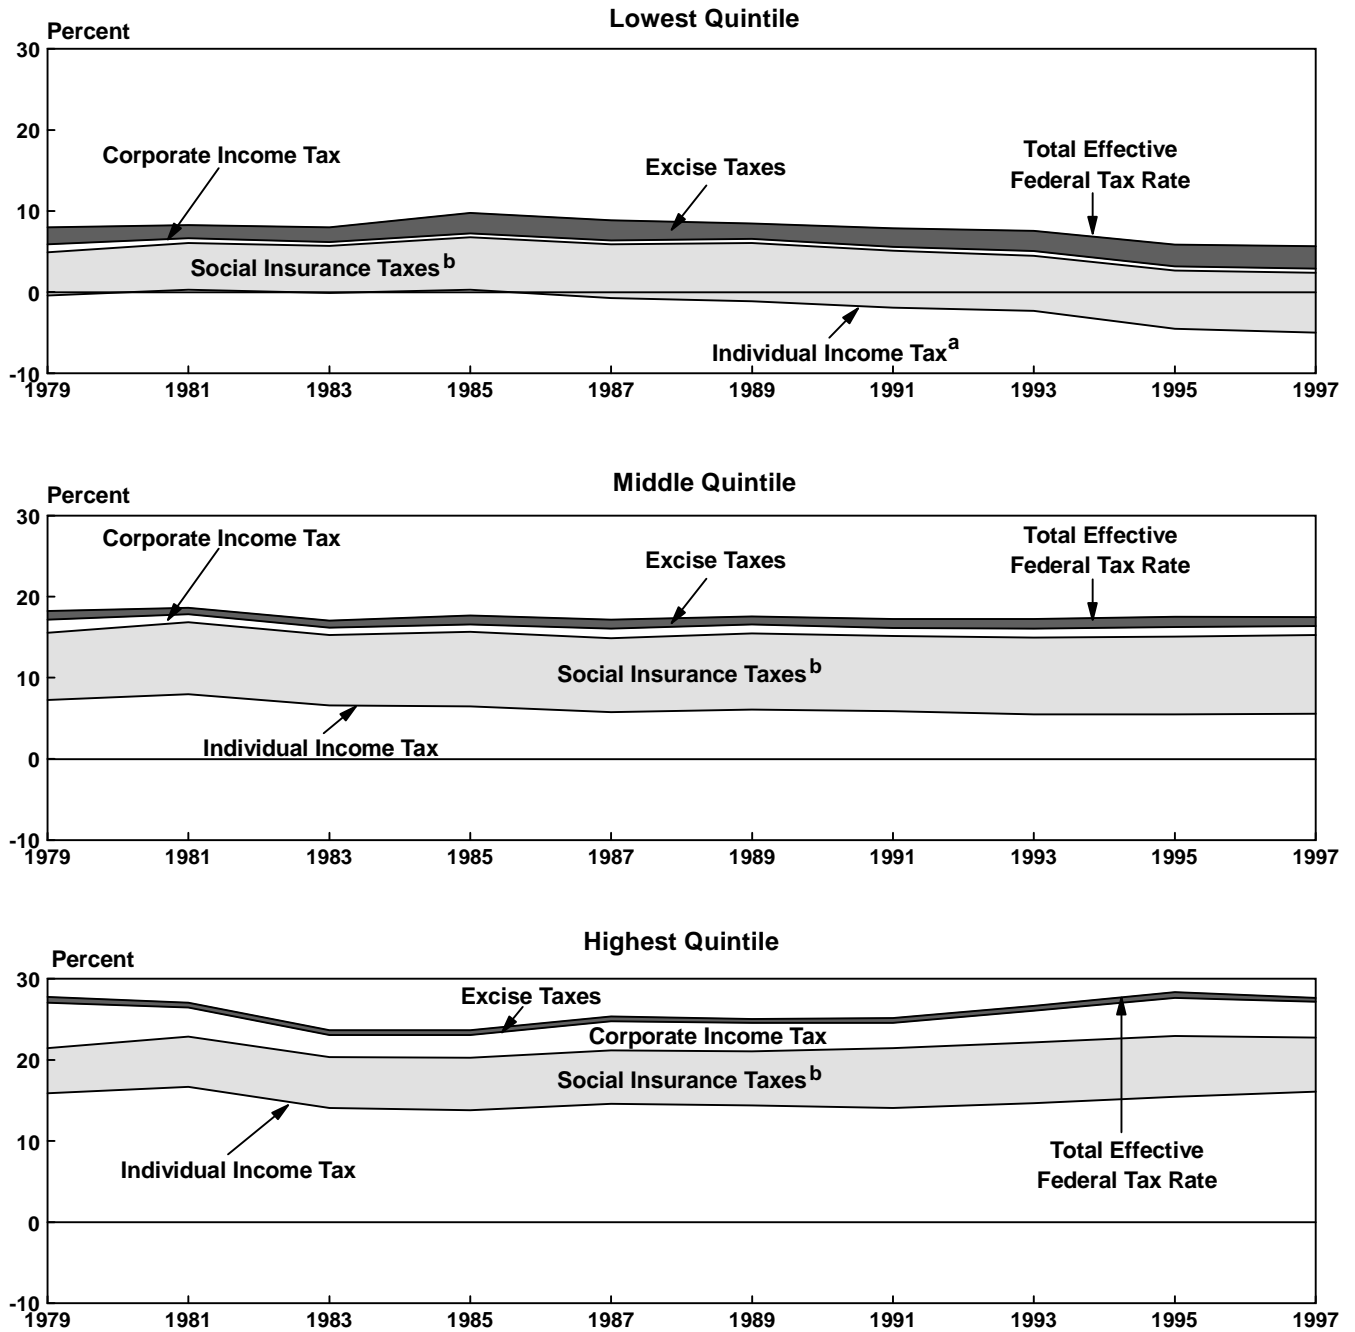 Lowest Quintile
Percent
30
20
10
0
-10
Corporate Income Tax
Excise Taxes
Total Effective
Federal Tax Rate
Social Insurance Taxes b
Individual Income Tax a
1979 1981 1983 1985 1987 1989 1991 1993 1995 1997
Middle Quintile
Percent
30
20
10
0
-10
Corporate Income Tax
Excise Taxes
Total Effective
Federal Tax Rate
Social Insurance Taxes b
Individual Income Tax
1979 1981 1983 1985 1987 1989 1991 1993 1995 1997
Highest Quintile
Percent
30
20
10
0
-10
Excise Taxes
Corporate Income Tax
Social Insurance Taxes b
Individual Income Tax
Total Effective
Federal Tax Rate
1979 1981 1983 1985 1987 1989 1991 1993 1995 1997